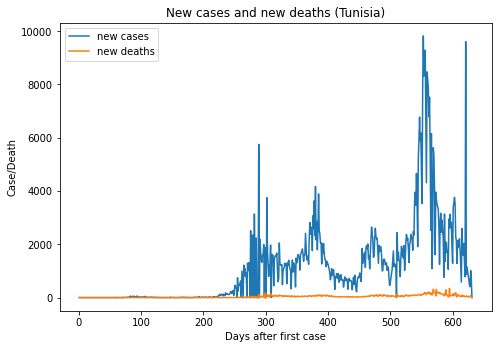 New cases and new deaths (Tunisia)
new cases
new deaths
10000
8000
6000
4000
2000
0
Case/Death
0 100 200 300 400 500 600
Days after first case